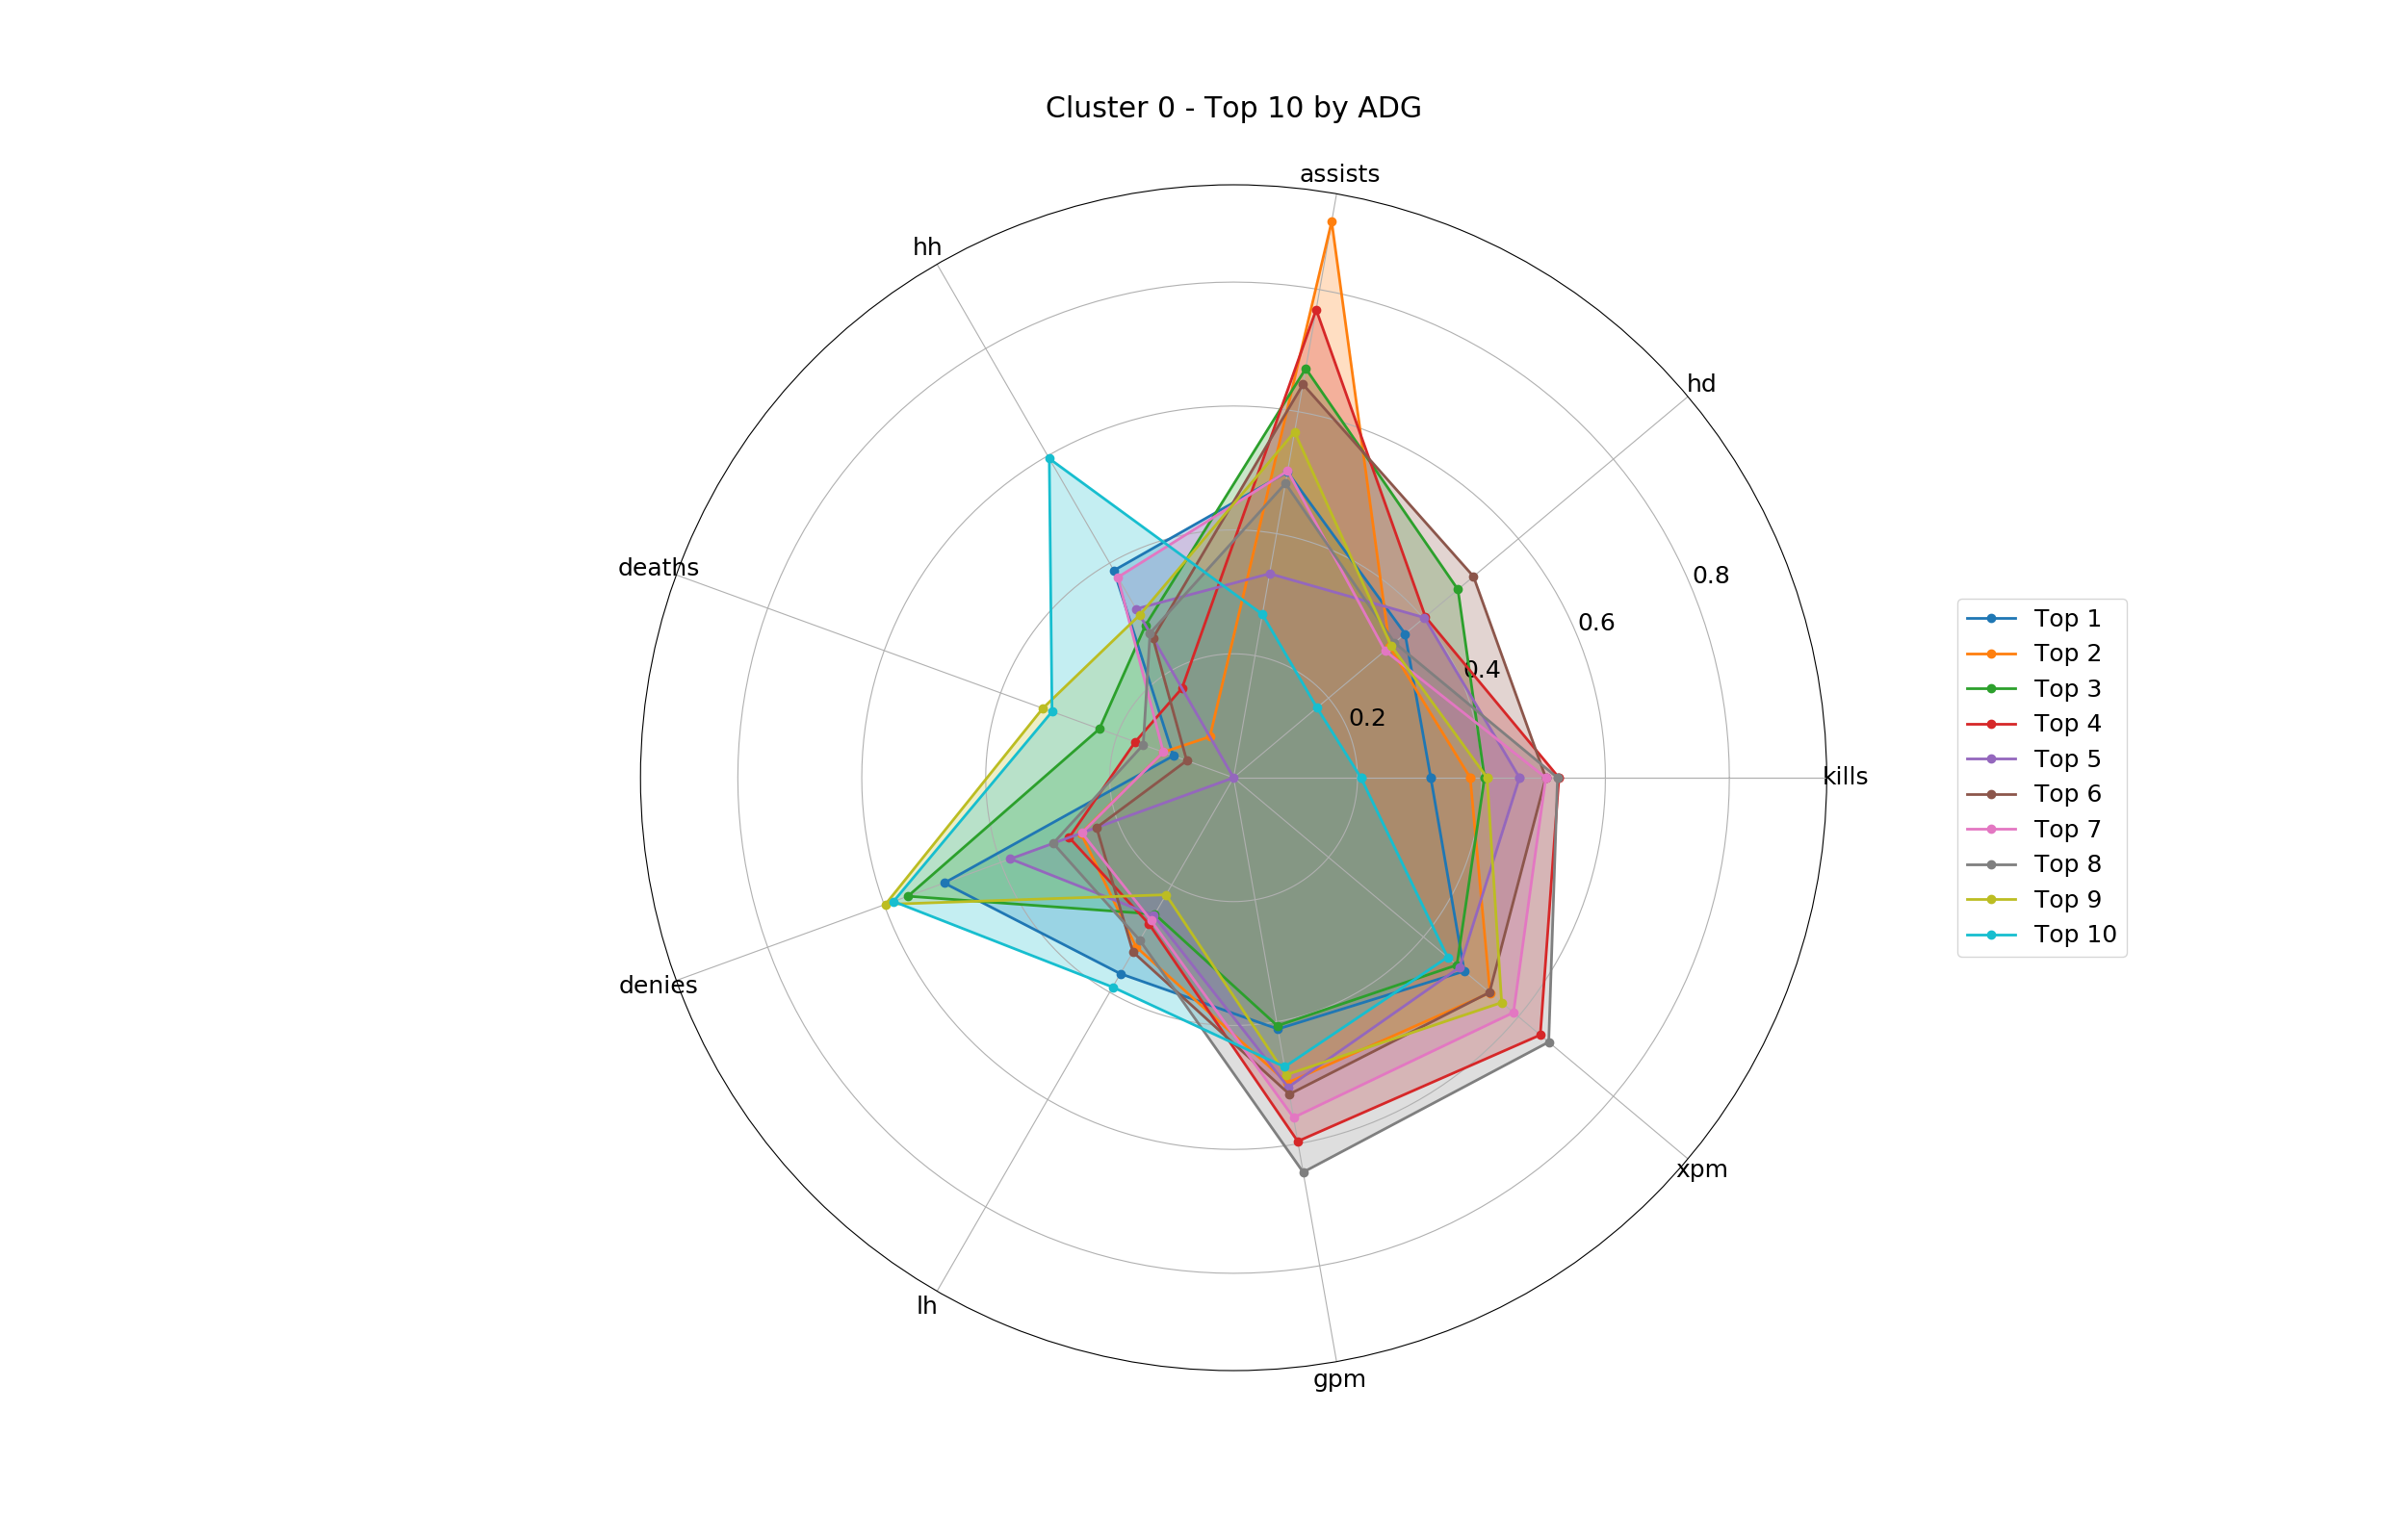 Cluster 0 - Top 10 by ADG
assists
hh
hd
deaths
0.8
0.6
0.4
0.2
kills
denies
xpm
lh
gpm
Top 1
Top 2
Top 3
Top 4
Top 5
Top 6
Top 7
Top 8
Top 9
Top 10